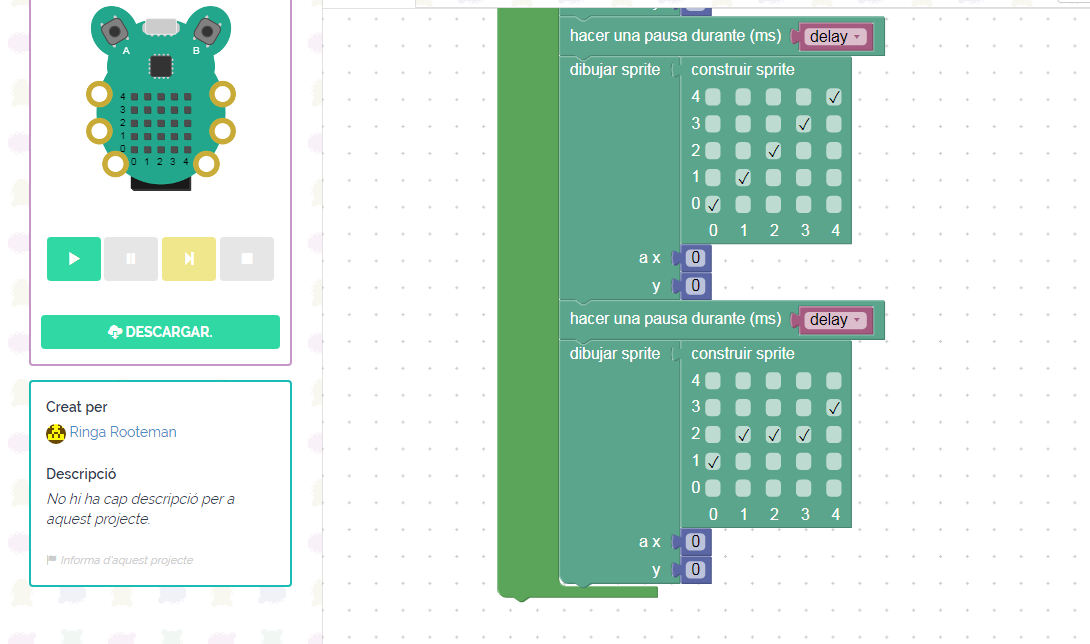 A
B
4
3
2
1
0
0 1 2 3 4
DESCARGAR.
Creat per
Ringa Rooteman
Descripció
No hi ha cap descripció per a
aquest projecte.
Informa d'aquest projecte
hacer una pausa durante (ms) delay
dibujar sprite construir sprite
4
3
2
1
0
0 1 2 3 4
a x 0
y 0
hacer una pausa durante (ms) delay
dibujar sprite construir sprite
4
3
2
1
0
0 1 2 3 4
a x 0
y 0